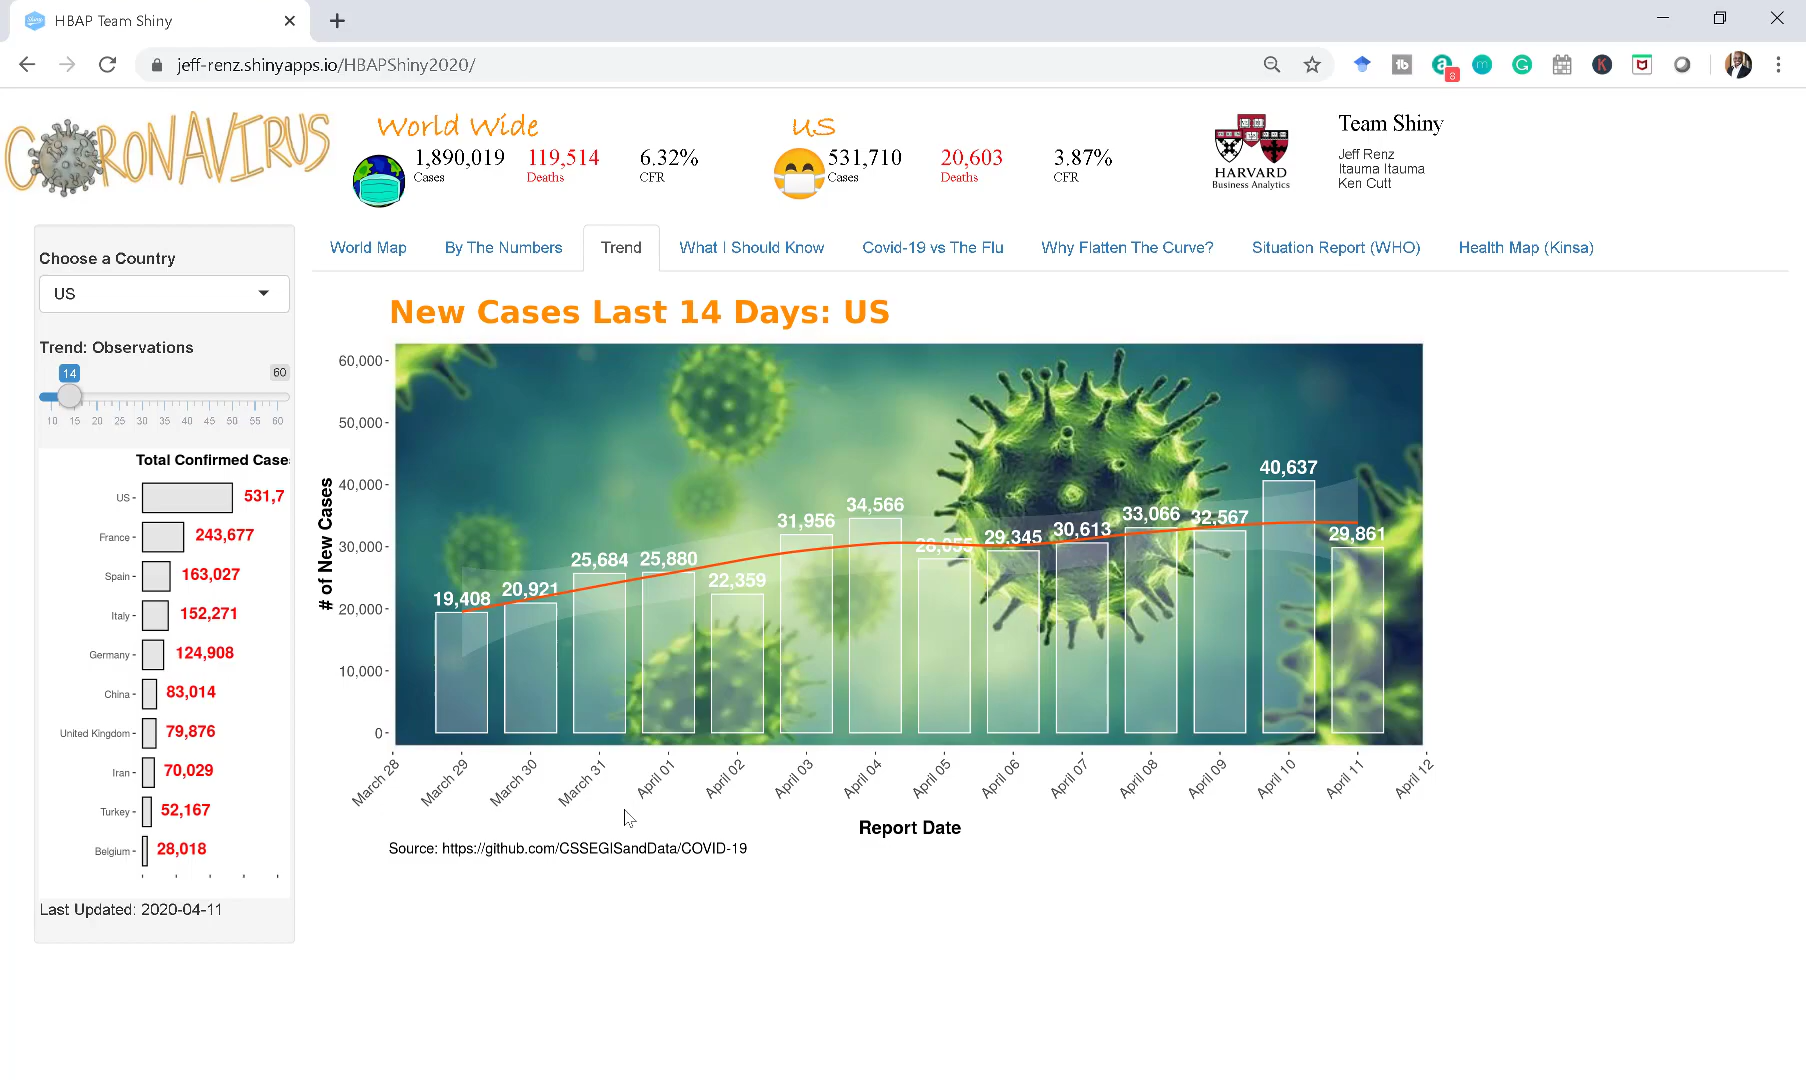 HBAP Team Shiny
jeff-renz.shinyapps.io/HBAPShiny2020/
8
CORONAVIRUS
World Wide
1,890,019 119,514 6.32%
Cases Deaths CFR
US
531,710 20,603 3.87%
Cases Deaths CFR
HARVARD
Business Analytics
Team Shiny
Jeff Renz
Itauma Itauma
Ken Cutt
Choose a Country
US
Trend: Observations
14 60
10 15 20 25 30 35 40 45 50 55 60
Total Confirmed Case
US 531,7
France 243,677
Spain 163,027
Italy 152,271
Germany 124,908
China 83,014
United Kingdom 79,876
Iran 70,029
Turkey 52,167
Belgium 28,018
Last Updated: 2020-04-11
World Map By The Numbers Trend What I Should Know Covid-19 vs The Flu Why Flatten The Curve? Situation Report (WHO) Health Map (Kinsa)
New Cases Last 14 Days: US
# of New Cases
60,000
50,000
40,000
30,000
20,000
10,000
0
19,408 20,921 25,684 25,880 22,359 31,956 34,566 28,055 29,345 30,613 33,066 32,567 40,637 29,861
March 28 March 29 March 30 March 31 April 01 April 02 April 03 April 04 April 05 April 06 April 07 April 08 April 09 April 10 April 11 April 12
Report Date
Source: https://github.com/CSSEGISandData/COVID-19